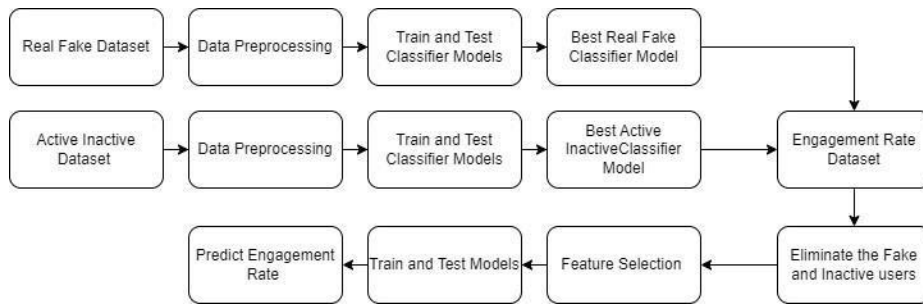 Real Fake Dataset
Data Preprocessing
Train and Test
Classifier Models
Best Real Fake
Classifier Model
Active Inactive
Dataset
Data Preprocessing
Train and Test
Classifier Models
Best Active
InactiveClassifier
Model
Engagement Rate
Dataset
Predict Engagement
Rate
Train and Test Models
Feature Selection
Eliminate the Fake
and Inactive users